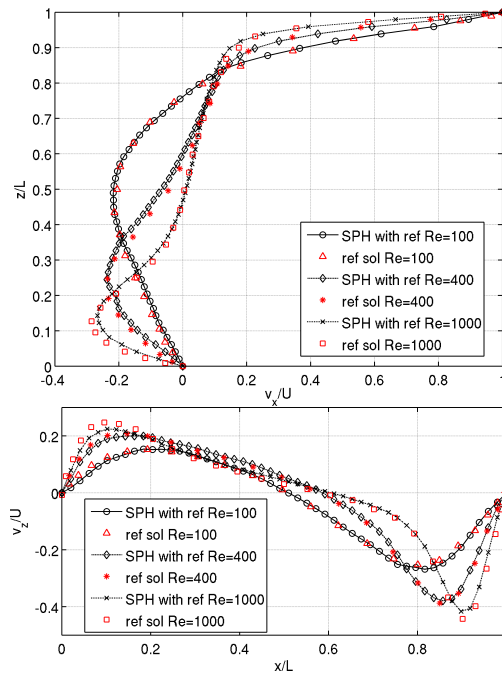 1
0.9
0.8
0.7
0.6
0.5
0.4
0.3
0.2
0.1
0
z/L
SPH with ref Re=100
ref sol Re=100
SPH with ref Re=400
ref sol Re=400
SPH with ref Re=1000
ref sol Re=1000
-0.4 -0.2 0 0.2 0.4 0.6 0.8 1
v_x/U
0.2
0
-0.2
-0.4
v_z/U
SPH with ref Re=100
ref sol Re=100
SPH with ref Re=400
ref sol Re=400
SPH with ref Re=1000
ref sol Re=1000
0 0.2 0.4 0.6 0.8 1
x/L